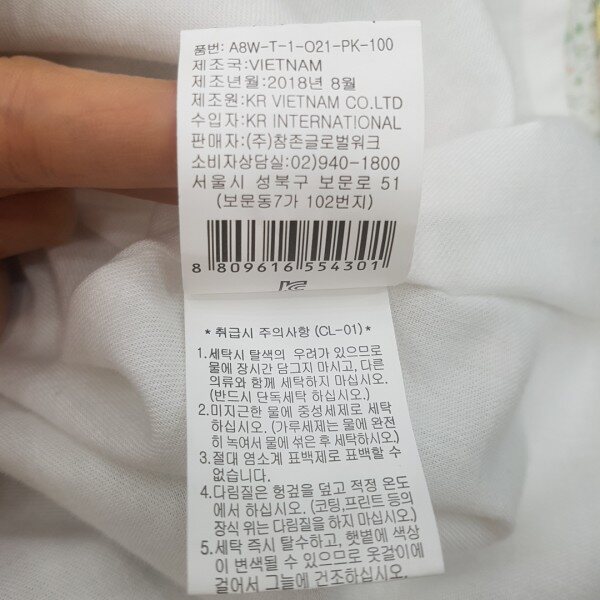 품번: A8W-T-1-O21-PK-100
제조국:VIETNAM
제조년월:2018년 8월
제조원:KR VIETNAM CO.LTD
수입자:KR INTERNATIONAL
판매자:(주)참존글로벌워크
소비자상담실:02)940-1800
서울시 성북구 보문로 51
(보문동7가 102번지)
8 809616 554301
* 취급시 주의사항 (CL-01)*
1.세탁시 탈색의 우려가 있으므로
물에 장시간 담그지 마시고, 다른
의류와 함께 세탁하지 마십시오.
(반드시 단독세탁 하십시오.)
2.미지근한 물에 중성세제로 세탁
하십시오. (가루세제는 물에 완전
히 녹여서 물에 섞은 후 세탁하시오.)
3.절대 염소계 표백제로 표백할 수
없습니다.
4.다림질은 헝겊을 덮고 적정 온도
에서 하십시오. (코팅,프린트 등의
장식 위는 다림질을 하지 마십시오.)
5.세탁 즉시 탈수하고, 햇볕에 색상
이 변색될 수 있으므로 옷걸이에
걸어서 그늘에 건조하십시오.